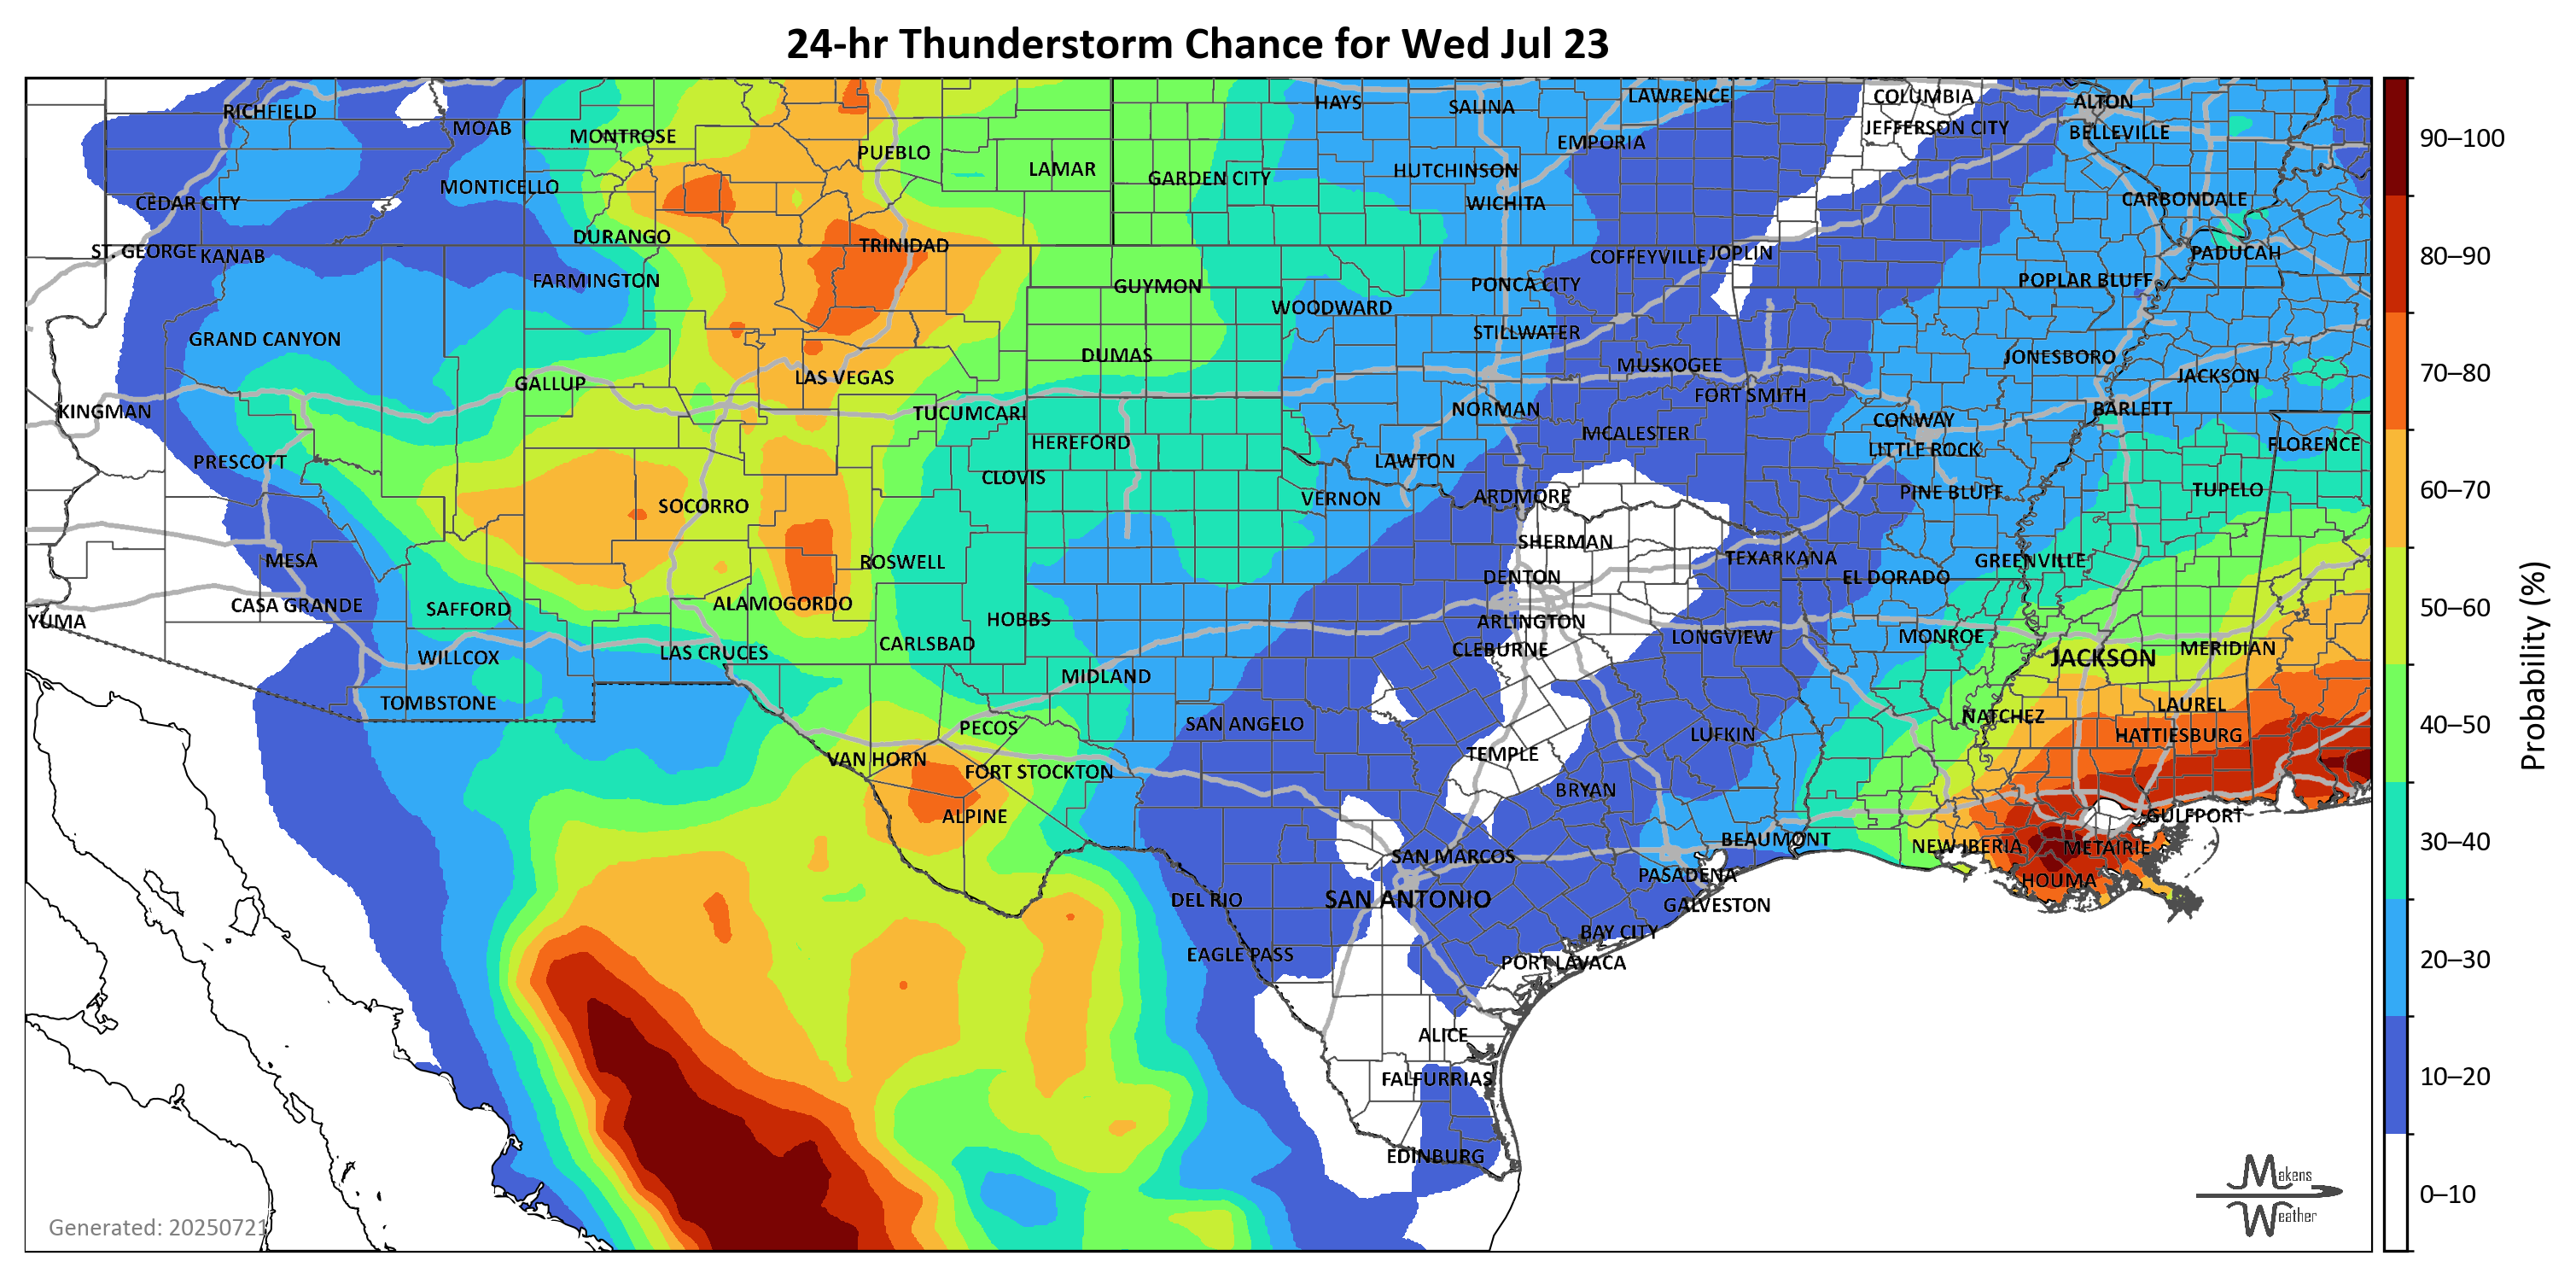 24-hr Thunderstorm Chance for Wed Jul 23
RICHFIELD
MOAB
MONTROSE
PUEBLO
LAMAR
GARDEN CITY
HAYS
SALINA
LAWRENCE
COLUMBIA
ALTON
JEFFERSON CITY
BELLEVILLE
EMPORIA
HUTCHINSON
WICHITA
MONTICELLO
CEDAR CITY
CARBONDALE
DURANGO
TRINIDAD
ST. GEORGE
KANAB
COFFEYVILLE
JOPLIN
PADUCAH
FARMINGTON
GUYMON
PONCA CITY
POPLAR BLUFF
WOODWARD
STILLWATER
GRAND CANYON
DUMAS
MUSKOGEE
JONESBORO
GALLUP
LAS VEGAS
FORT SMITH
JACKSON
KINGMAN
TUCUMCARI
NORMAN
CONWAY
BARLETT
HEREFORD
MCALESTER
LITTLE ROCK
FLORENCE
PRESCOTT
CLOVIS
LAWTON
SOCORRO
VERNON
ARDMORE
PINE BLUFF
TUPELO
MESA
ROSWELL
SHERMAN
TEXARKANA
GREENVILLE
DENTON
EL DORADO
CASA GRANDE
SAFFORD
ALAMOGORDO
HOBBS
ARLINGTON
YUMA
WILLCOX
LAS CRUCES
CARLSBAD
CLEBURNE
LONGVIEW
MONROE
JACKSON
MERIDIAN
TOMBSTONE
MIDLAND
PECOS
SAN ANGELO
NATCHEZ
LAUREL
VAN HORN
FORT STOCKTON
TEMPLE
LUFKIN
HATTIESBURG
ALPINE
BRYAN
GULFPORT
SAN MARCOS
BEAUMONT
NEW IBERIA
METAIRIE
DEL RIO
SAN ANTONIO
PASADENA
HOUMA
GALVESTON
EAGLE PASS
BAY CITY
PORT LAVACA
ALICE
FALFURRIAS
EDINBURG
Generated: 20250721
Makens
Weather
90–100
80–90
70–80
60–70
50–60
40–50
30–40
20–30
10–20
0–10
Probability (%)